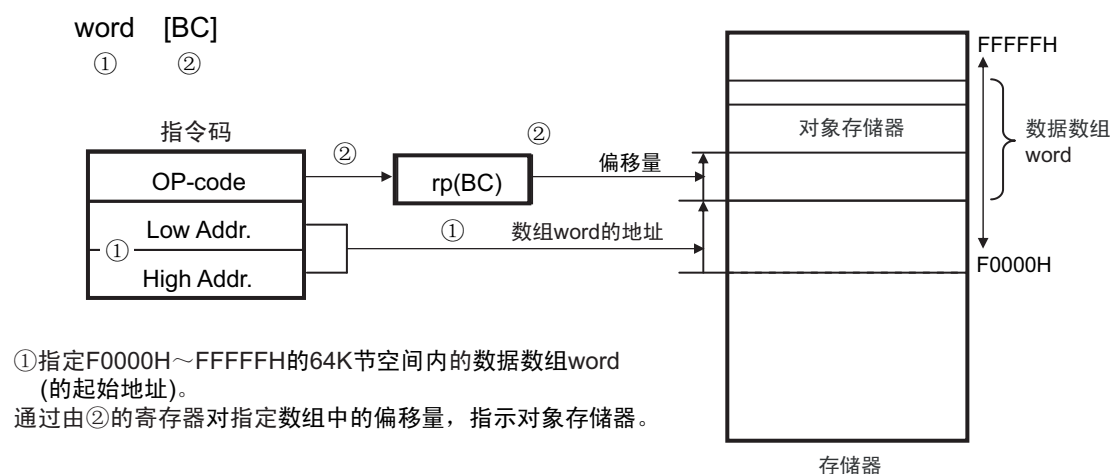 word [BC]
① ②
指令码
OP-code
Low Addr.
①
High Addr.
②
rp(BC)
②
偏移量
①
数组word的地址
FFFFFH
对象存储器
数据数组
word
F0000H
存储器
①指定F0000H～FFFFFH的64K节空间内的数据数组word
(的起始地址)。
通过由②的寄存器对指定数组中的偏移量，指示对象存储器。